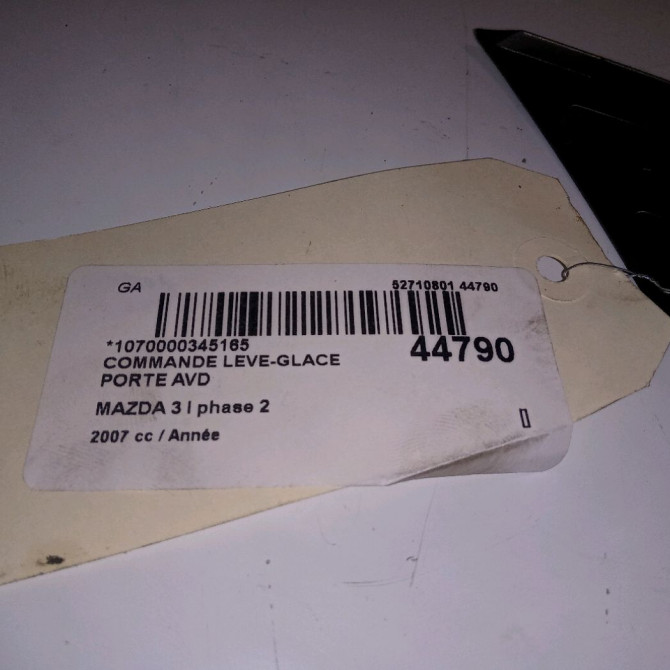 GA 52710801 44790
*1070000345165 44790
COMMANDE LEVE-GLACE
PORTE AVD
MAZDA 3 I phase 2
2007 cc / Année